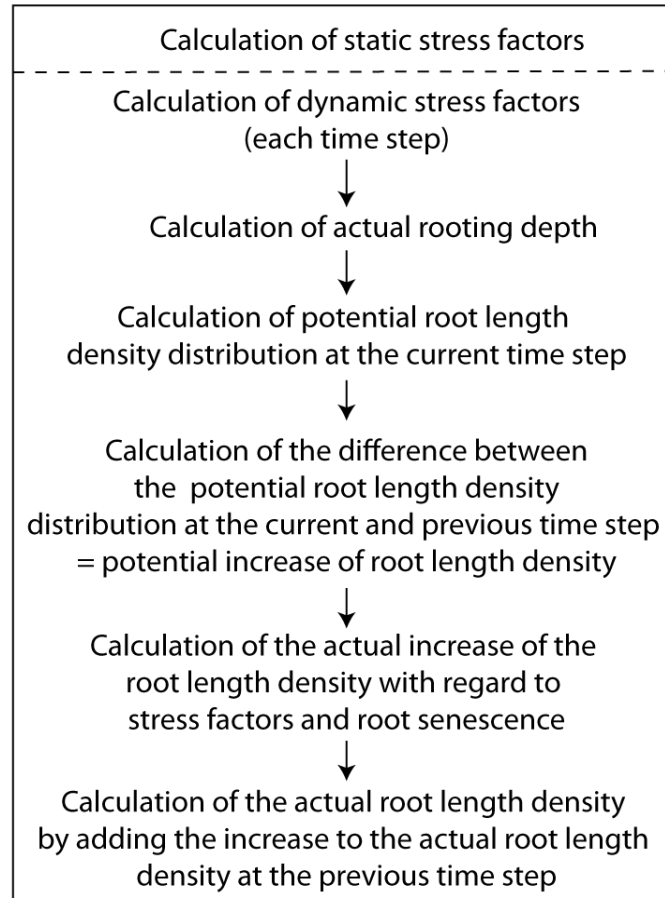 Calculation of static stress factors
Calculation of dynamic stress factors
(each time step)
Calculation of actual rooting depth
Calculation of potential root length
density distribution at the current time step
Calculation of the difference between
the potential root length density
distribution at the current and previous time step
= potential increase of root length density
Calculation of the actual increase of the
root length density with regard to
stress factors and root senescence
Calculation of the actual root length density
by adding the increase to the actual root length
density at the previous time step